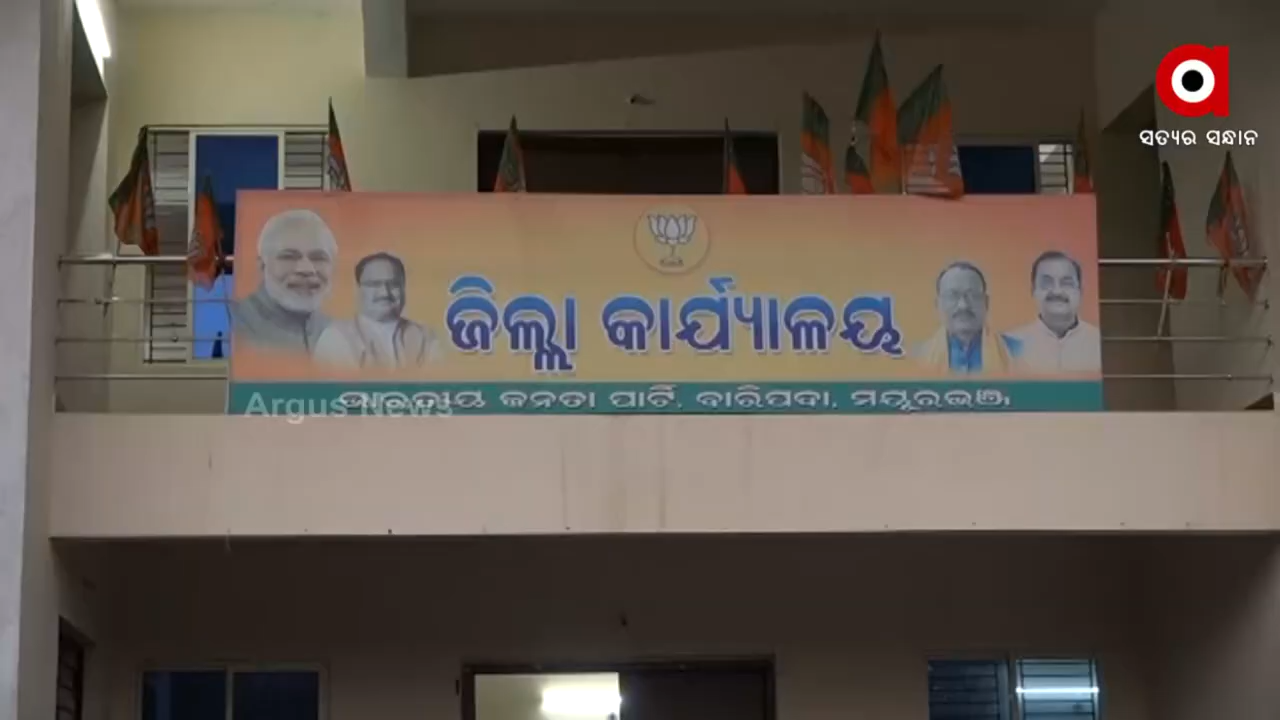 ସତ୍ୟର ସନ୍ଧାନ
ଜିଲ୍ଲା କାର୍ଯ୍ୟାଳୟ
ଭାରତୀୟ ଜନତା ପାର୍ଟି, ବାରିପଦା, ମୟୂରଭଞ୍ଜ
Argus News